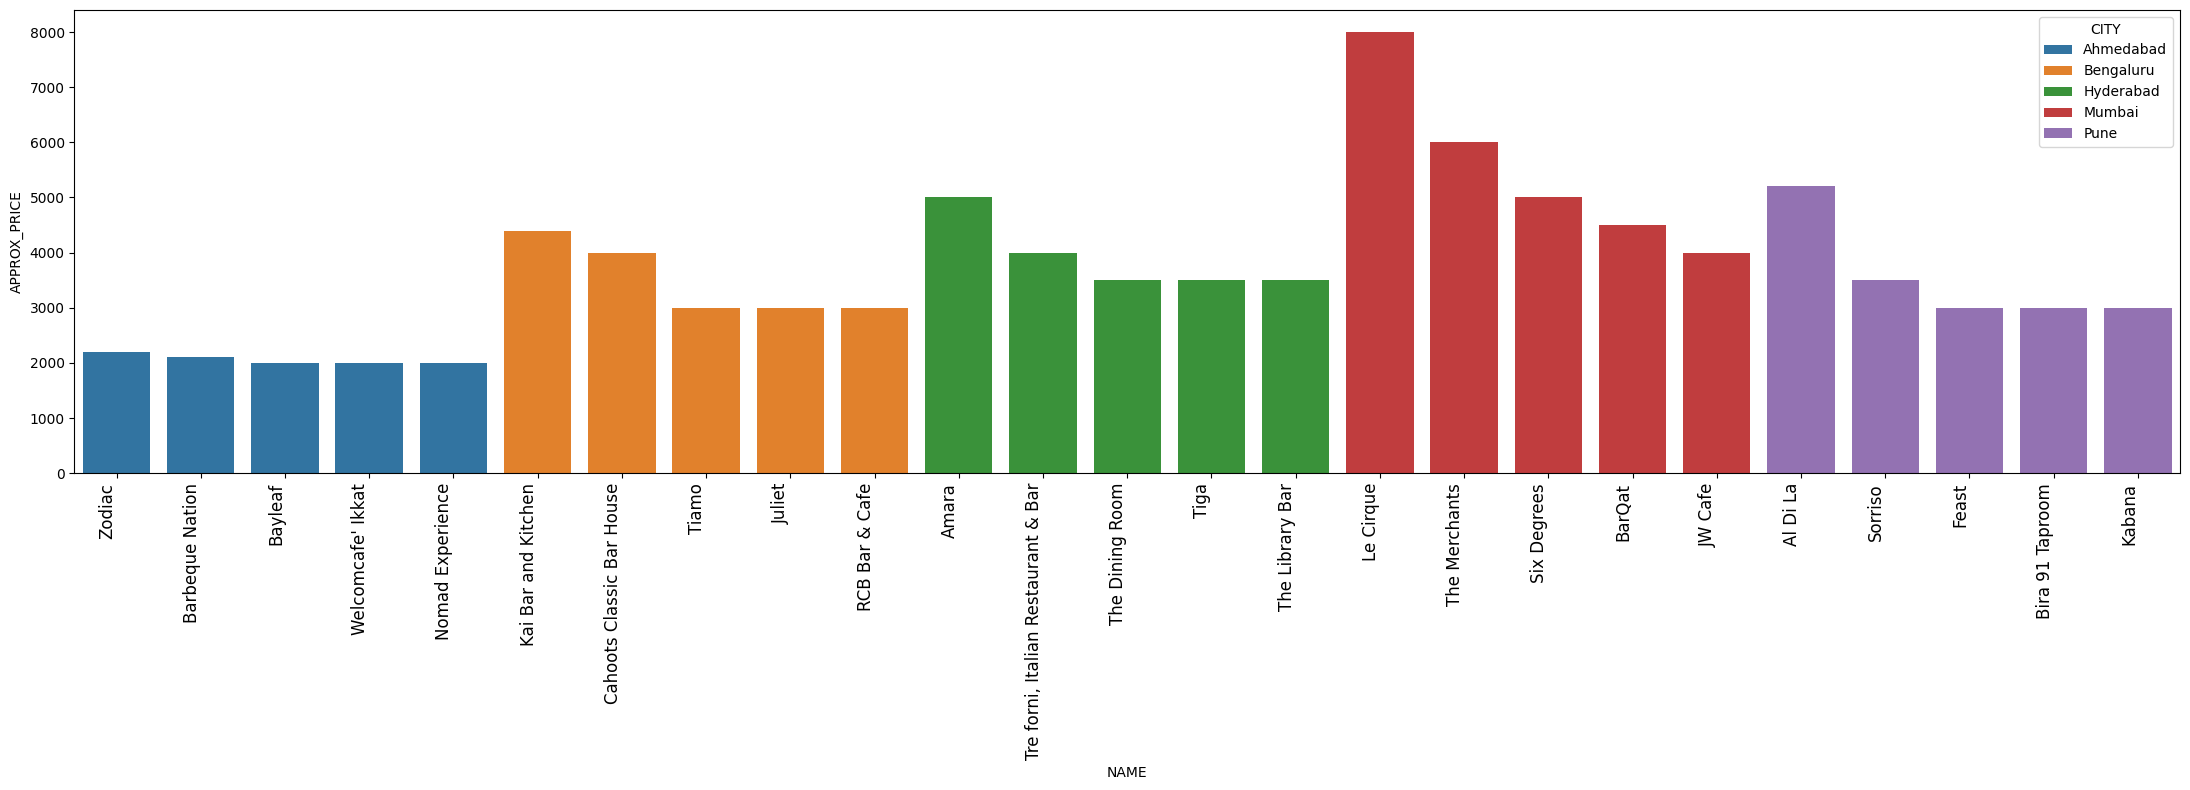 8000
7000
6000
5000
4000
3000
2000
1000
0
APPROX_PRICE
CITY
Ahmedabad
Bengaluru
Hyderabad
Mumbai
Pune
Zodiac
Barbeque Nation
Bayleaf
Welcomcafe' Ikkat
Nomad Experience
Kai Bar and Kitchen
Cahoots Classic Bar House
Tiamo
Juliet
RCB Bar & Cafe
Amara
Tre forni, Italian Restaurant & Bar
The Dining Room
Tiga
The Library Bar
Le Cirque
The Merchants
Six Degrees
BarQat
JW Cafe
Al Di La
Sorriso
Feast
Bira 91 Taproom
Kabana
NAME